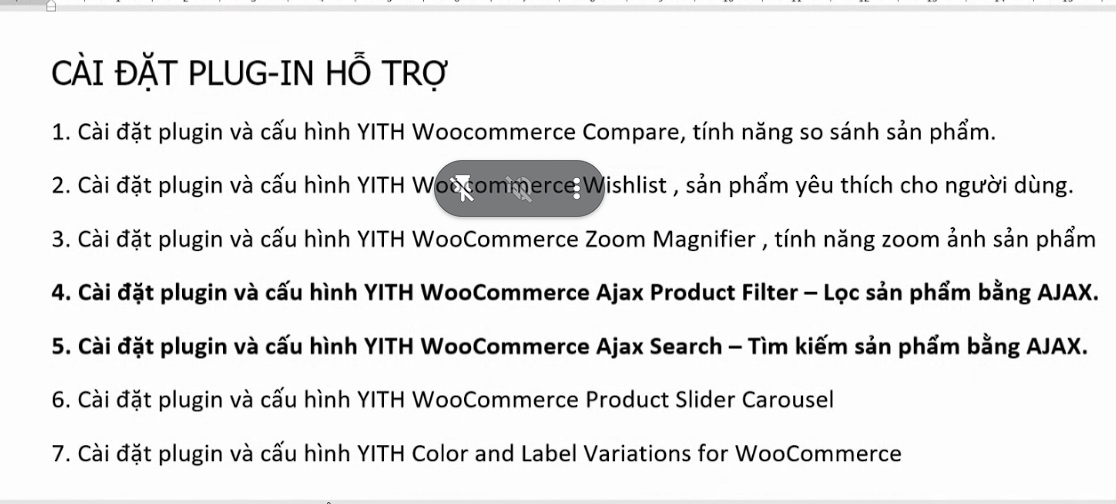 CÀI ĐẶT PLUG-IN HỖ TRỢ
1. Cài đặt plugin và cấu hình YITH Woocommerce Compare, tính năng so sánh sản phẩm.
2. Cài đặt plugin và cấu hình YITH Woocommerce Wishlist , sản phẩm yêu thích cho người dùng.
3. Cài đặt plugin và cấu hình YITH WooCommerce Zoom Magnifier , tính năng zoom ảnh sản phẩm
4. Cài đặt plugin và cấu hình YITH WooCommerce Ajax Product Filter – Lọc sản phẩm bằng AJAX.
5. Cài đặt plugin và cấu hình YITH WooCommerce Ajax Search – Tìm kiếm sản phẩm bằng AJAX.
6. Cài đặt plugin và cấu hình YITH WooCommerce Product Slider Carousel
7. Cài đặt plugin và cấu hình YITH Color and Label Variations for WooCommerce